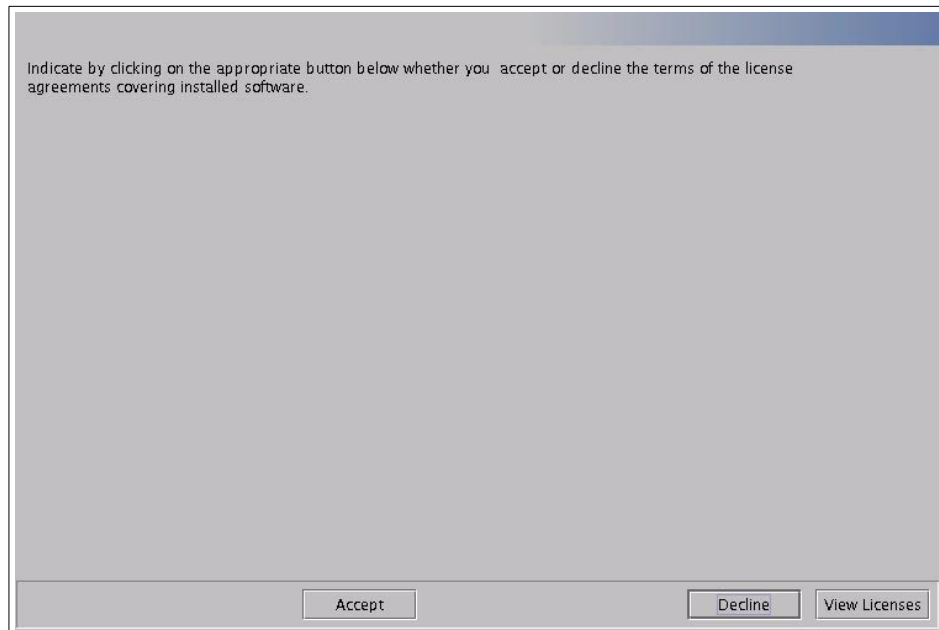 Indicate by clicking on the appropriate button below whether you  accept or decline the terms of the license
agreements covering installed software.
Accept
Decline
View Licenses